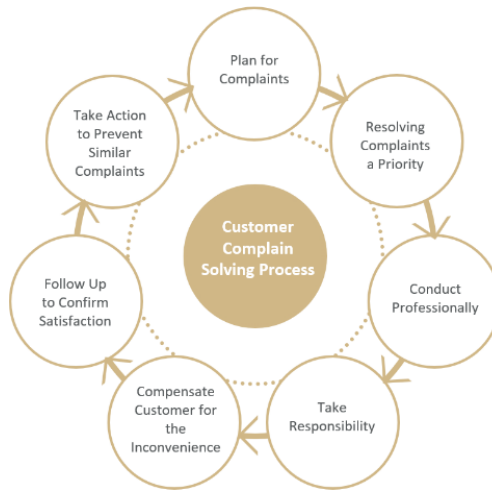 Plan for
Complaints
Resolving
Complaints
a Priority
Conduct
Professionally
Take
Responsibility
Compensate
Customer for
the
Inconvenience
Follow Up
to Confirm
Satisfaction
Take Action
to Prevent
Similar
Complaints
Customer
Complain
Solving Process